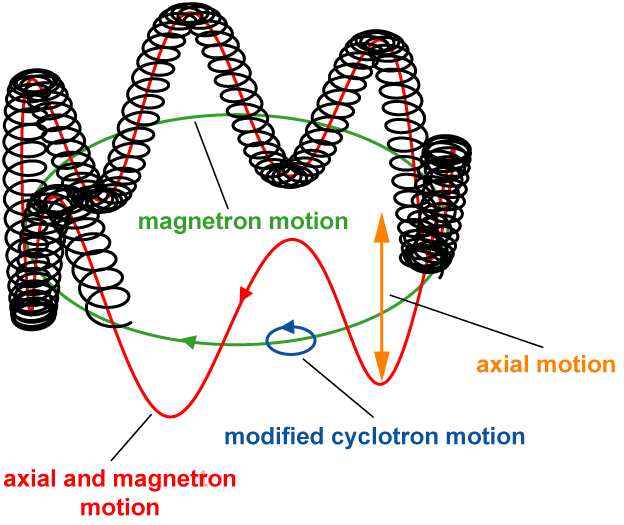 magnetron motion
axial motion
modified cyclotron motion
axial and magnetron
motion